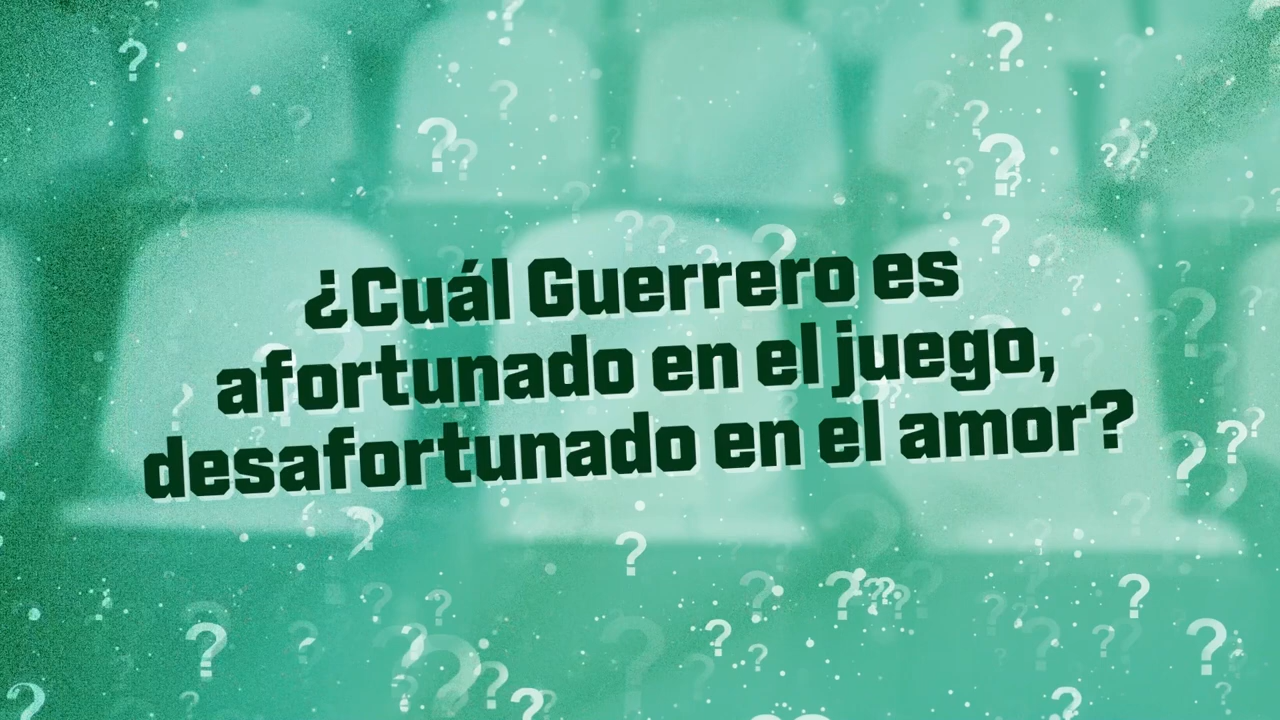 ¿Cuál Guerrero es
afortunado en el juego,
desafortunado en el amor?